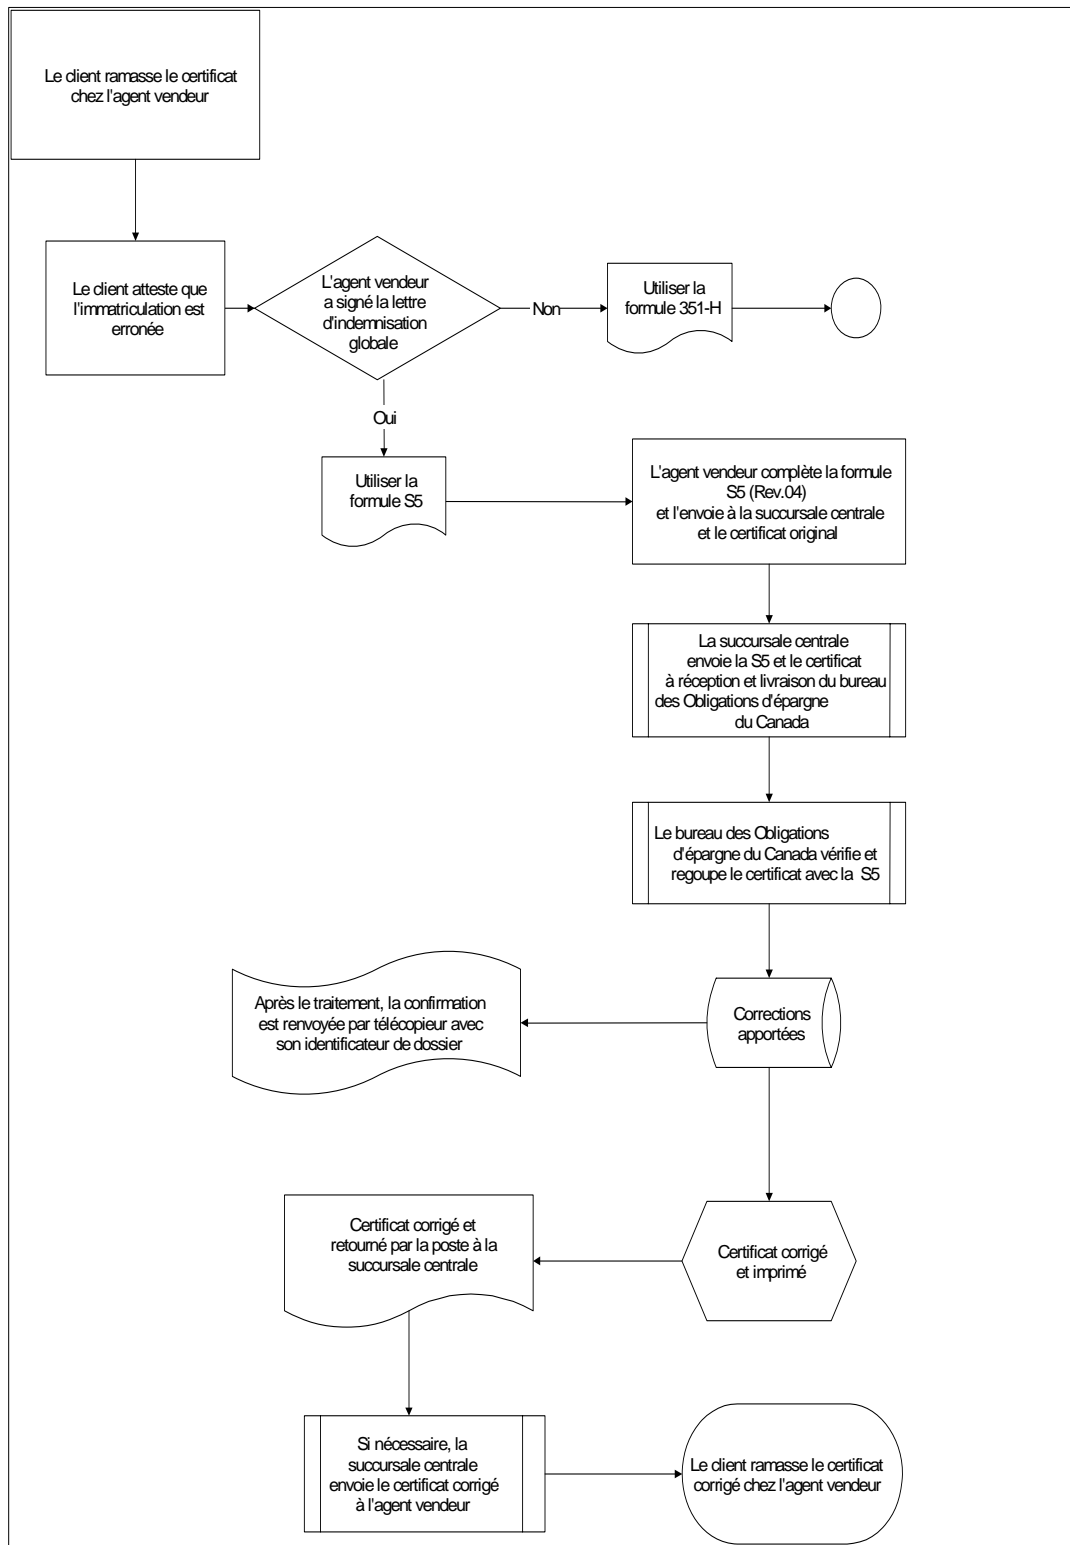 Le client ramasse le certificat
chez l'agent vendeur
Le client atteste que
l'immatriculation est
erronée
L'agent vendeur
a signé la lettre
d'indemnisation
globale
Non
Utiliser la
formule 351-H
Oui
Utiliser la
formule S5
L'agent vendeur complète la formule
S5 (Rev.04)
et l'envoie à la succursale centrale
et le certificat original
La succursale centrale
envoie la S5 et le certificat
à réception et livraison du bureau
des Obligations d'épargne
du Canada
Le bureau des Obligations
d'épargne du Canada vérifie et
regoupe le certificat avec la S5
Corrections
apportées
Après le traitement, la confirmation
est renvoyée par télécopieur avec
son identificateur de dossier
Certificat corrigé
et imprimé
Certificat corrigé et
retourné par la poste à la
succursale centrale
Si nécessaire, la
succursale centrale
envoie le certificat corrigé
à l'agent vendeur
Le client ramasse le certificat
corrigé chez l'agent vendeur